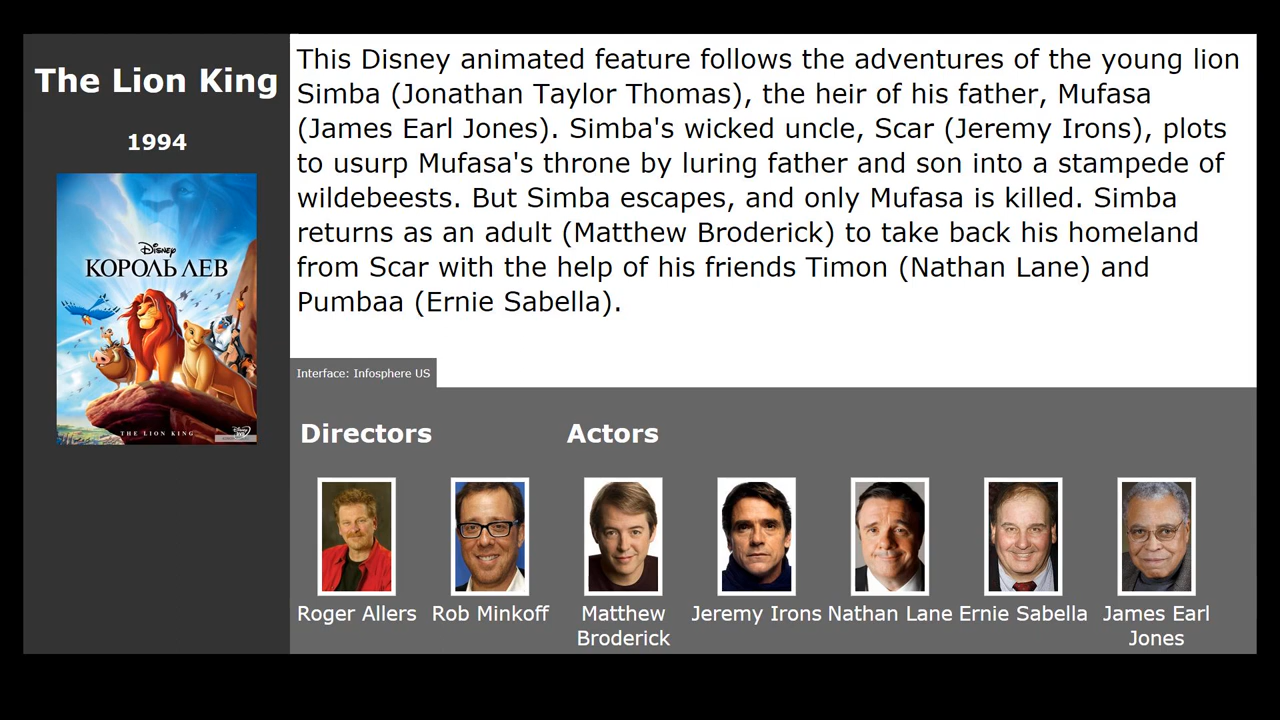 The Lion King
1994
Disney
КОРОЛЬ ЛЕВ
THE LION KING
This Disney animated feature follows the adventures of the young lion
Simba (Jonathan Taylor Thomas), the heir of his father, Mufasa
(James Earl Jones). Simba's wicked uncle, Scar (Jeremy Irons), plots
to usurp Mufasa's throne by luring father and son into a stampede of
wildebeests. But Simba escapes, and only Mufasa is killed. Simba
returns as an adult (Matthew Broderick) to take back his homeland
from Scar with the help of his friends Timon (Nathan Lane) and
Pumbaa (Ernie Sabella).
Interface: Infosphere US
Directors
Actors
Roger Allers
Rob Minkoff
Matthew
Broderick
Jeremy Irons
Nathan Lane
Ernie Sabella
James Earl
Jones